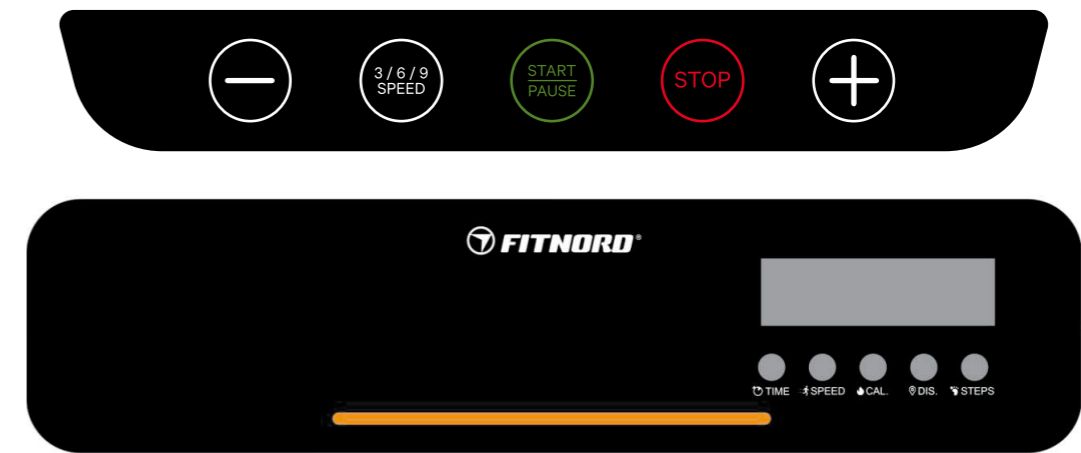 3 / 6 / 9
SPEED
START
PAUSE
STOP
FITNORD®
TIME SPEED CAL. DIS. STEPS